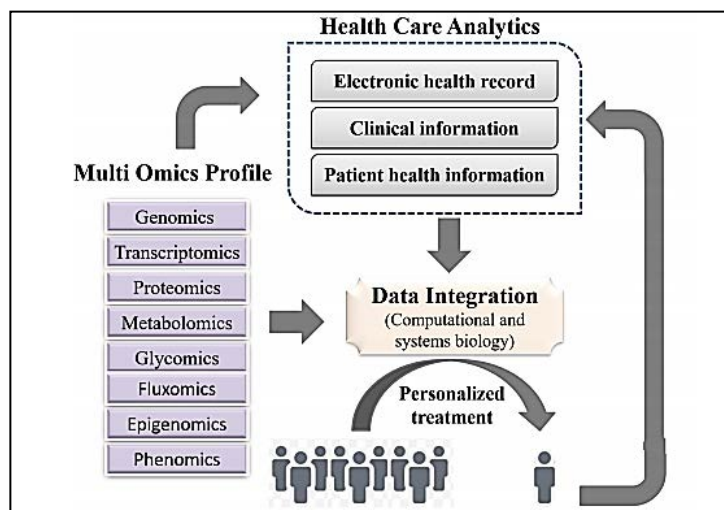 Health Care Analytics
Electronic health record
Clinical information
Patient health information
Multi Omics Profile
Genomics
Transcriptomics
Proteomics
Metabolomics
Glycomics
Fluxomics
Epigenomics
Phenomics
Data Integration
(Computational and
systems biology)
Personalized
treatment